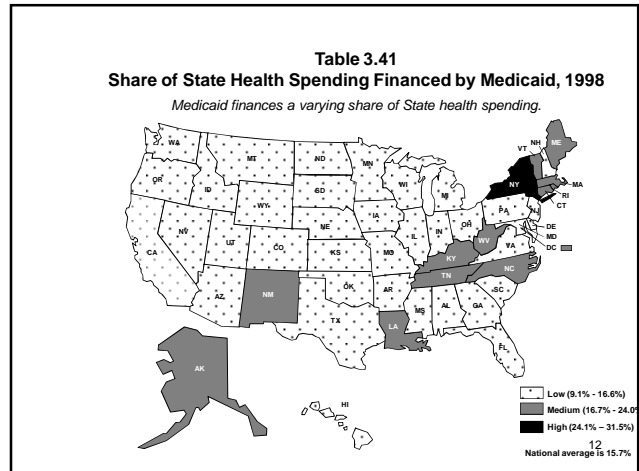 Table 3.41
Share of State Health Spending Financed by Medicaid, 1998
Medicaid finances a varying share of State health spending.
WA
MT
ND
MN
VT
NH
ME
OR
ID
SD
WI
MI
NY
MA
WY
RI
CT
IA
PA
NJ
NV
NE
OH
DE
UT
IL
IN
MD
CA
CO
WV
VA
DC
KS
MO
KY
NC
TN
AZ
NM
OK
AR
SC
MS
AL
GA
TX
LA
FL
AK
HI
Low (9.1% - 16.6%)
Medium (16.7% - 24.0%
High (24.1% – 31.5%)
12
National average is 15.7%